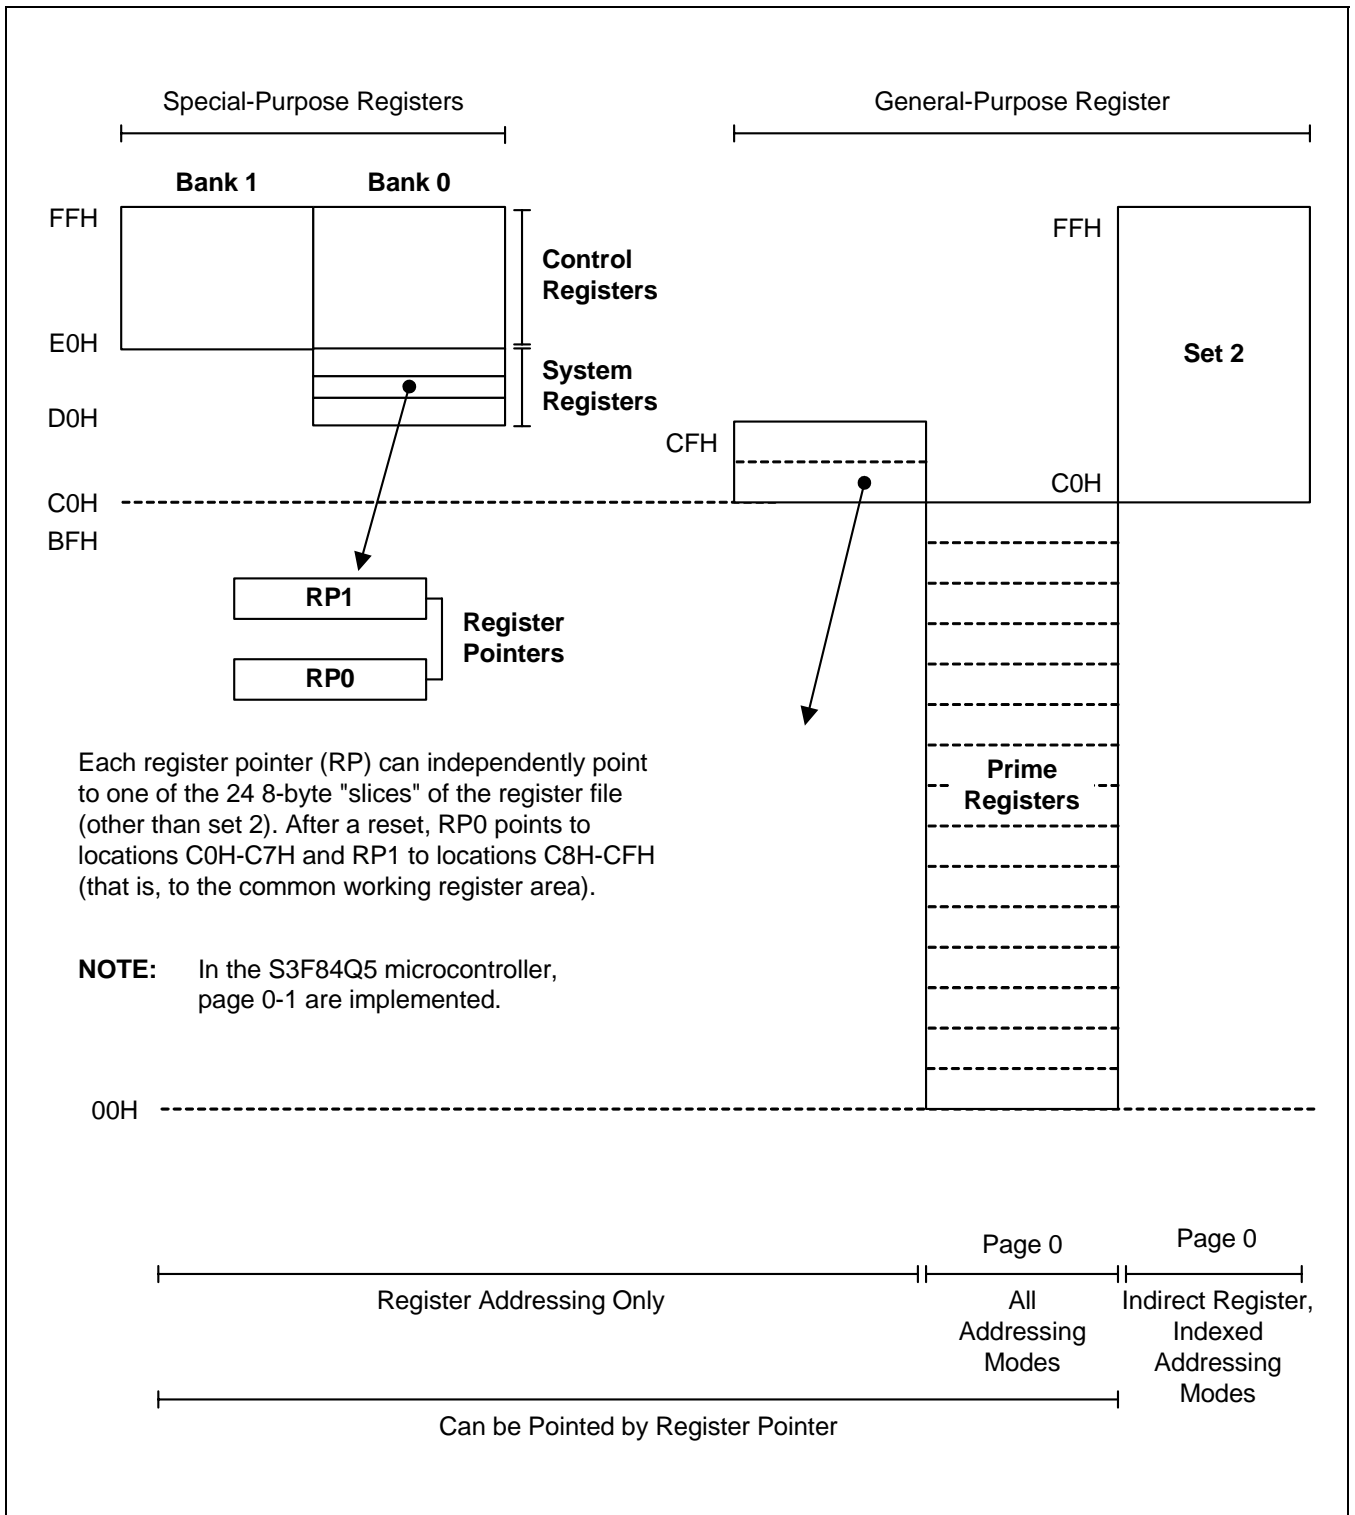 Special-Purpose Registers
General-Purpose Register
Bank 1
Bank 0
FFH
FFH
Control
Registers
E0H
Set 2
System
Registers
D0H
CFH
C0H
C0H
BFH
RP1
Register
Pointers
RP0
Prime
Registers
Each register pointer (RP) can independently point
to one of the 24 8-byte "slices" of the register file
(other than set 2). After a reset, RP0 points to
locations C0H-C7H and RP1 to locations C8H-CFH
(that is, to the common working register area).
NOTE: In the S3F84Q5 microcontroller,
page 0-1 are implemented.
00H
Page 0
Page 0
Register Addressing Only
All
Addressing
Modes
Indirect Register,
Indexed
Addressing
Modes
Can be Pointed by Register Pointer